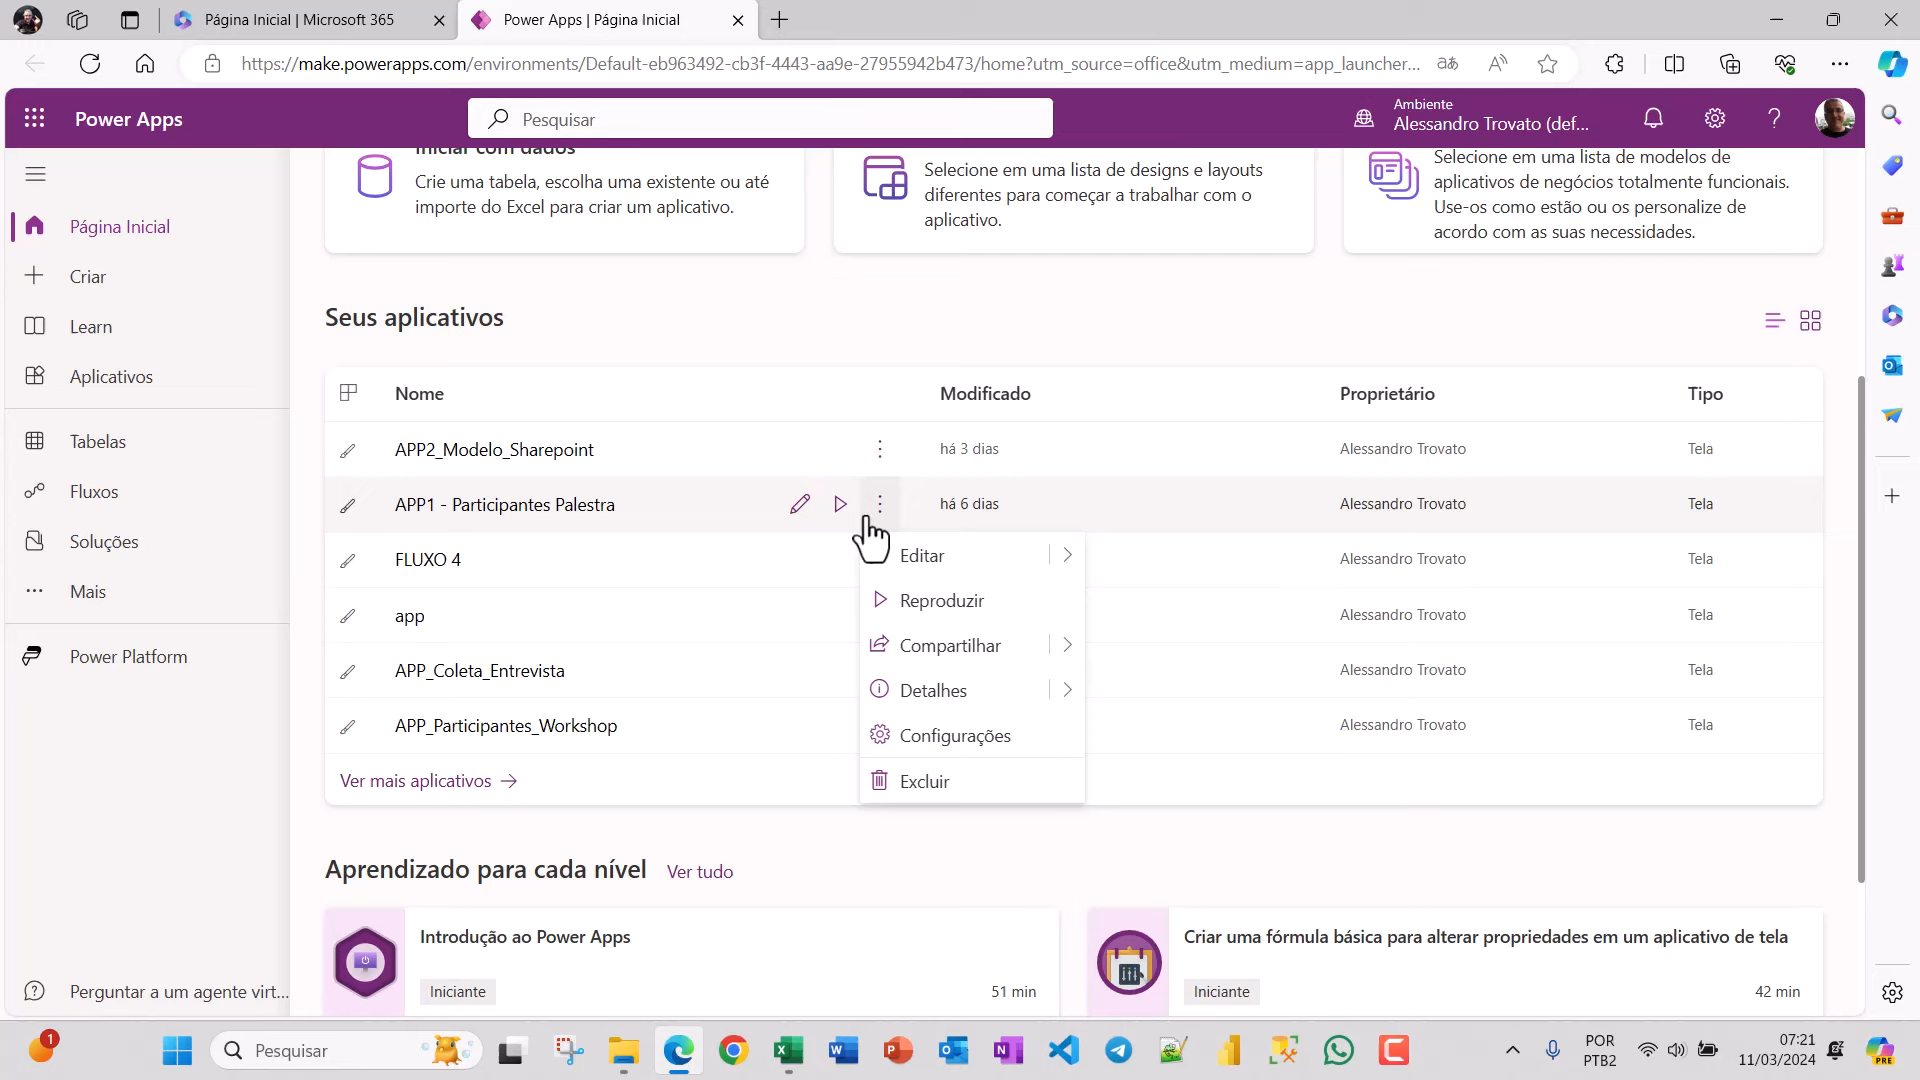 Página Inicial | Microsoft 365
Power Apps | Página Inicial
https://make.powerapps.com/environments/Default-eb963492-cb3f-4443-aa9e-27955942b473/home?utm_source=office&utm_medium=app_launcher...
Power Apps
Pesquisar
Ambiente
Alessandro Trovato (def...
Página Inicial
Criar
Learn
Aplicativos
Tabelas
Fluxos
Soluções
Mais
Power Platform
Perguntar a um agente virt...
Iniciar com dados
Crie uma tabela, escolha uma existente ou até
importe do Excel para criar um aplicativo.
Selecione em uma lista de designs e layouts
diferentes para começar a trabalhar com o
aplicativo.
Selecione em uma lista de modelos de
aplicativos de negócios totalmente funcionais.
Use-os como estão ou os personalize de
acordo com as suas necessidades.
Seus aplicativos
Nome Modificado Proprietário Tipo
APP2_Modelo_Sharepoint há 3 dias Alessandro Trovato Tela
APP1 - Participantes Palestra há 6 dias Alessandro Trovato Tela
FLUXO 4 Alessandro Trovato Tela
app Alessandro Trovato Tela
APP_Coleta_Entrevista Alessandro Trovato Tela
APP_Participantes_Workshop Alessandro Trovato Tela
Ver mais aplicativos
Editar
Reproduzir
Compartilhar
Detalhes
Configurações
Excluir
Aprendizado para cada nível Ver tudo
Introdução ao Power Apps
Iniciante 51 min
Criar uma fórmula básica para alterar propriedades em um aplicativo de tela
Iniciante 42 min
1
Pesquisar
POR
PTB2
07:21
11/03/2024
PRE